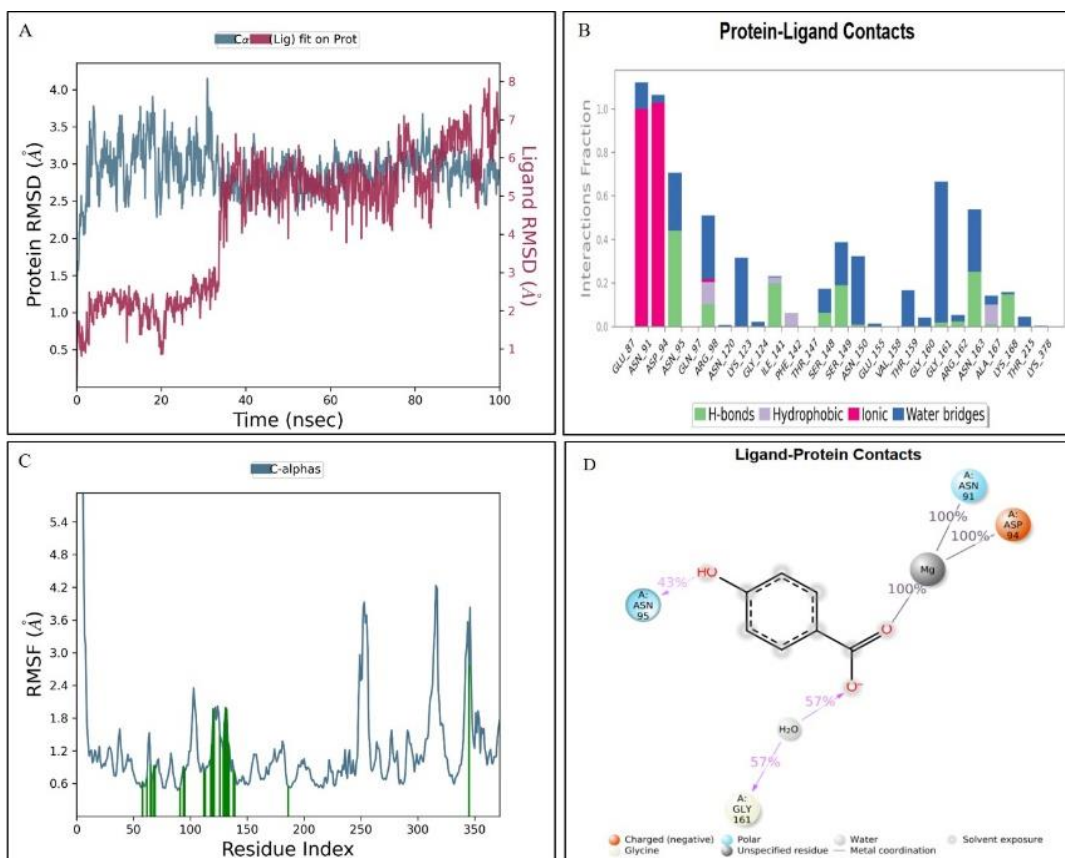 A
Cα (Lig) fit on Prot
Protein RMSD (Å)
4.0
3.5
3.0
2.5
2.0
1.5
1.0
0.5
0 20 40 60 80 100
Time (nsec)
8
7
6
5
4
3
2
1
Ligand RMSD (Å)
B
Protein-Ligand Contacts
Interactions Fraction
1.0
0.8
0.6
0.4
0.2
0.0
GLU_87
ASN_91
ASP_94
ASN_95
GLN_97
ARG_98
ASN_120
LYS_123
GLY_124
ILE_141
PHE_142
THR_147
SER_148
SER_149
ASN_150
GLU_155
VAL_158
THR_159
GLY_160
GLY_161
ARG_162
ASN_163
ALA_167
LYS_168
THR_215
LYS_378
H-bonds Hydrophobic Ionic Water bridges
C
C-alphas
RMSF (Å)
5.4
4.8
4.2
3.6
3.0
2.4
1.8
1.2
0.6
0 50 100 150 200 250 300 350
Residue Index
D
Ligand-Protein Contacts
A:
ASN
91
A:
ASP
94
100%
100%
Mg
100%
HO
43%
A:
ASN
95
O
O-
57%
H₂O
57%
A:
GLY
161
Charged (negative) Polar Water Solvent exposure
Glycine Unspecified residue Metal coordination